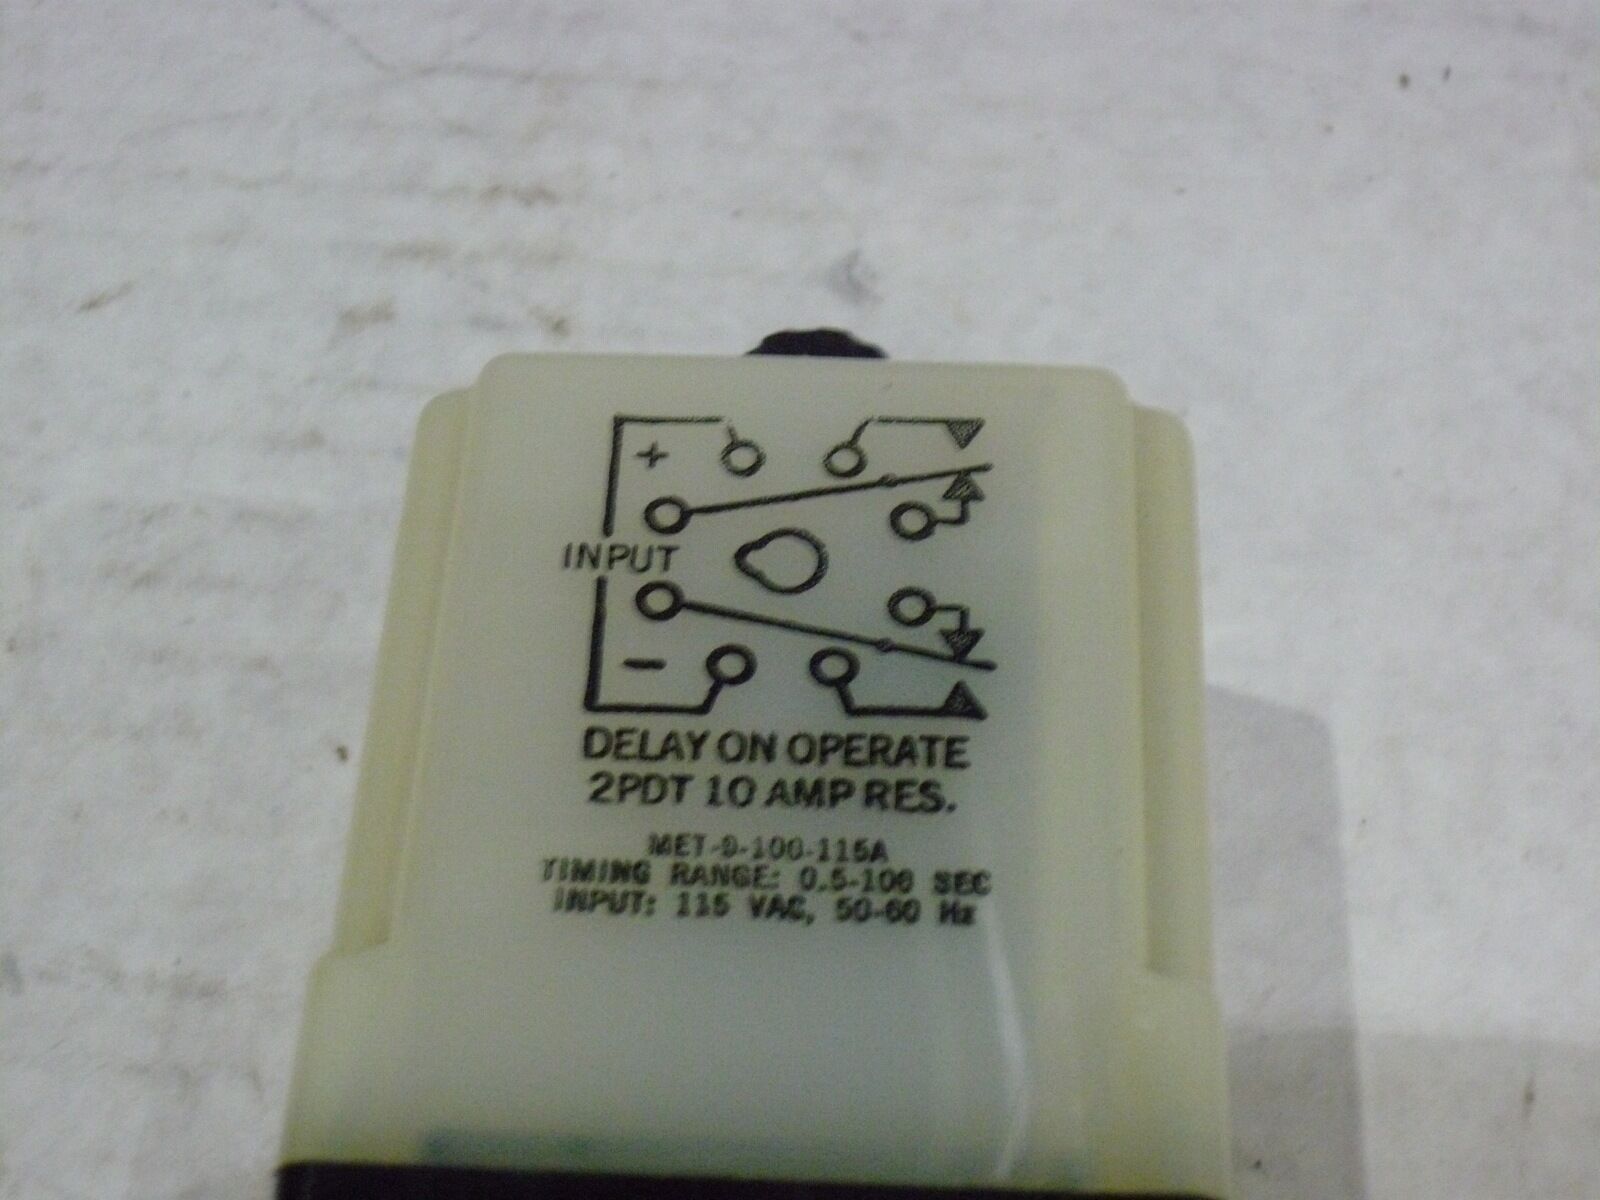 +
INPUT
-
DELAY ON OPERATE
2PDT 10 AMP RES.
MET-9-100-115A
TIMING RANGE: 0.5-100 SEC
INPUT: 115 VAC, 50-60 Hz